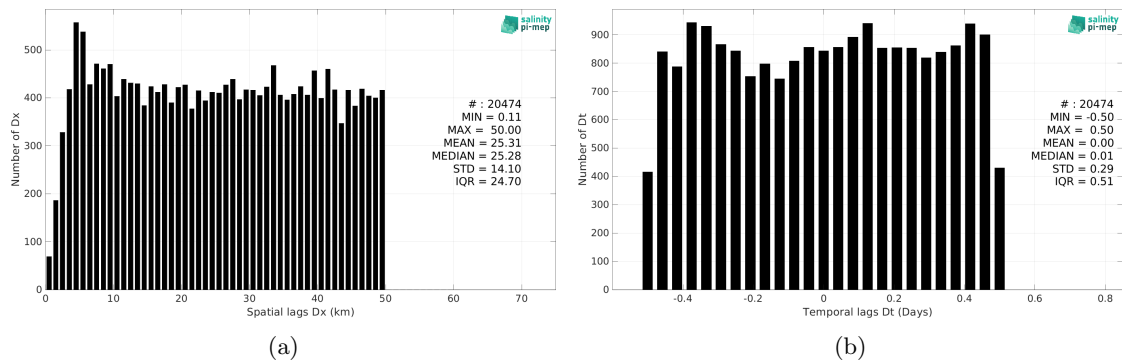 salinity
pi-mep
500
400
300
200
100
0
Number of Dx
# : 20474
MIN = 0.11
MAX = 50.00
MEAN = 25.31
MEDIAN = 25.28
STD = 14.10
IQR = 24.70
0 10 20 30 40 50 60 70
Spatial lags Dx (km)
(a)
salinity
pi-mep
900
800
700
600
500
400
300
200
100
0
Number of Dt
# : 20474
MIN = -0.50
MAX = 0.50
MEAN = 0.00
MEDIAN = 0.01
STD = 0.29
IQR = 0.51
-0.4 -0.2 0 0.2 0.4 0.6 0.8
Temporal lags Dt (Days)
(b)